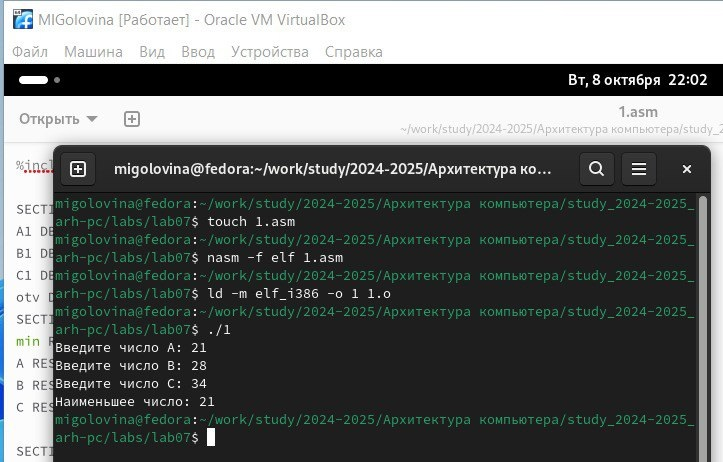 MIGolovina [Работает] - Oracle VM VirtualBox
Файл Машина Вид Ввод Устройства Справка
Вт, 8 октября 22:02
Открыть
1.asm
~/work/study/2024-2025/Архитектура компьютера/study_2
%incl
migolovina@fedora:~/work/study/2024-2025/Архитектура ко...
SECTI
A1 DE
B1 DE
C1 DE
otv D
SECTI
min R
A RES
B RES
C RES
SECTI
migolovina@fedora:~/work/study/2024-2025/Архитектура компьютера/study_2024-2025_
arh-pc/labs/lab07$ touch 1.asm
migolovina@fedora:~/work/study/2024-2025/Архитектура компьютера/study_2024-2025_
arh-pc/labs/lab07$ nasm -f elf 1.asm
migolovina@fedora:~/work/study/2024-2025/Архитектура компьютера/study_2024-2025_
arh-pc/labs/lab07$ ld -m elf_i386 -o 1 1.o
migolovina@fedora:~/work/study/2024-2025/Архитектура компьютера/study_2024-2025_
arh-pc/labs/lab07$ ./1
Введите число A: 21
Введите число B: 28
Введите число C: 34
Наименьшее число: 21
migolovina@fedora:~/work/study/2024-2025/Архитектура компьютера/study_2024-2025_
arh-pc/labs/lab07$